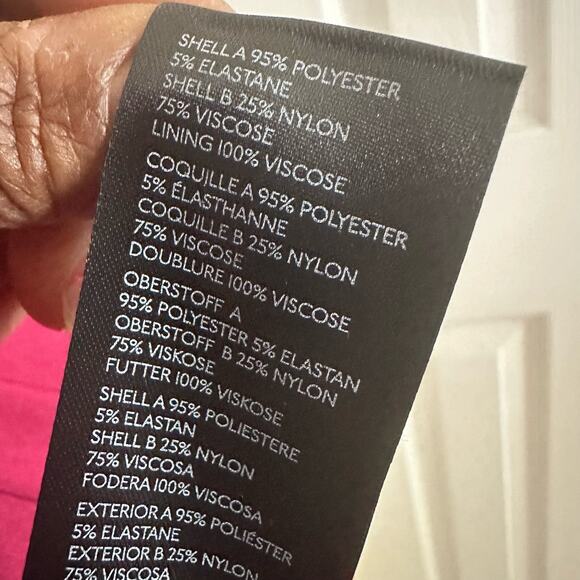 SHELL A 95% POLYESTER
5% ELASTANE
SHELL B 25% NYLON
75% VISCOSE
LINING 100% VISCOSE
COQUILLE A 95% POLYESTER
5% ÉLASTHANNE
COQUILLE B 25% NYLON
75% VISCOSE
DOUBLURE 100% VISCOSE
OBERSTOFF A
95% POLYESTER 5% ELASTAN
OBERSTOFF B 25% NYLON
75% VISKOSE
FUTTER 100% VISKOSE
SHELL A 95% POLIESTERE
5% ELASTAN
SHELL B 25% NYLON
75% VISCOSA
FODERA 100% VISCOSA
EXTERIOR A 95% POLIÉSTER
5% ELASTANE
EXTERIOR B 25% NYLON
75% VISCOSA